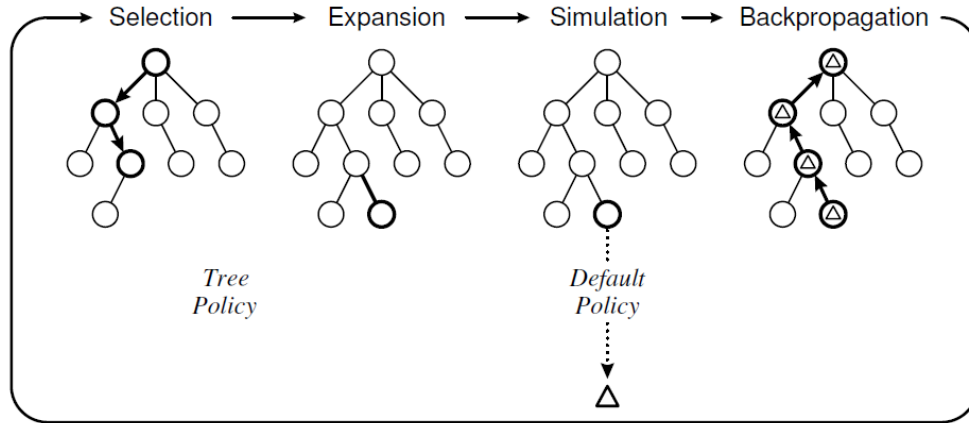 Selection Expansion Simulation Backpropagation
Tree
Policy
Default
Policy